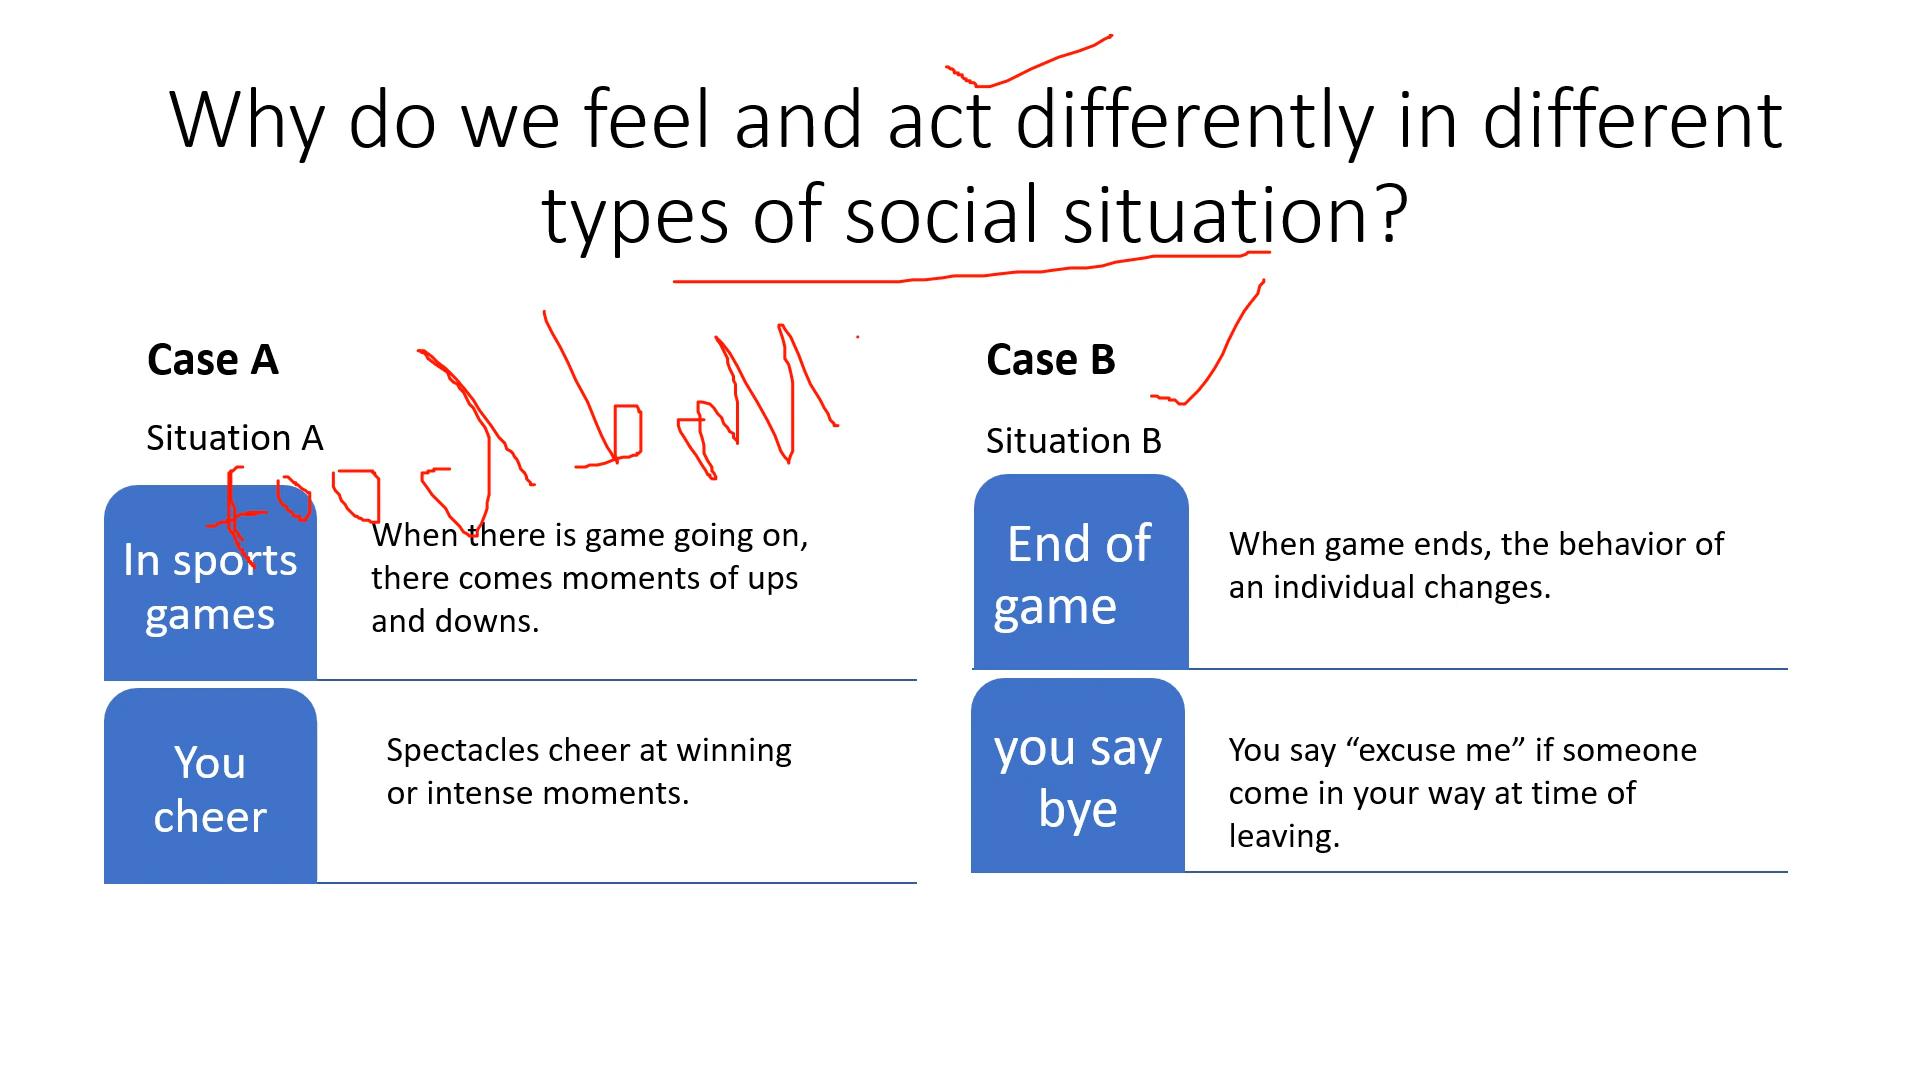 Why do we feel and act differently in different
types of social situation?
Case A
Situation A
In sports
games
When there is game going on,
there comes moments of ups
and downs.
You
cheer
Spectacles cheer at winning
or intense moments.
Case B
Situation B
End of
game
When game ends, the behavior of
an individual changes.
you say
bye
You say “excuse me” if someone
come in your way at time of
leaving.